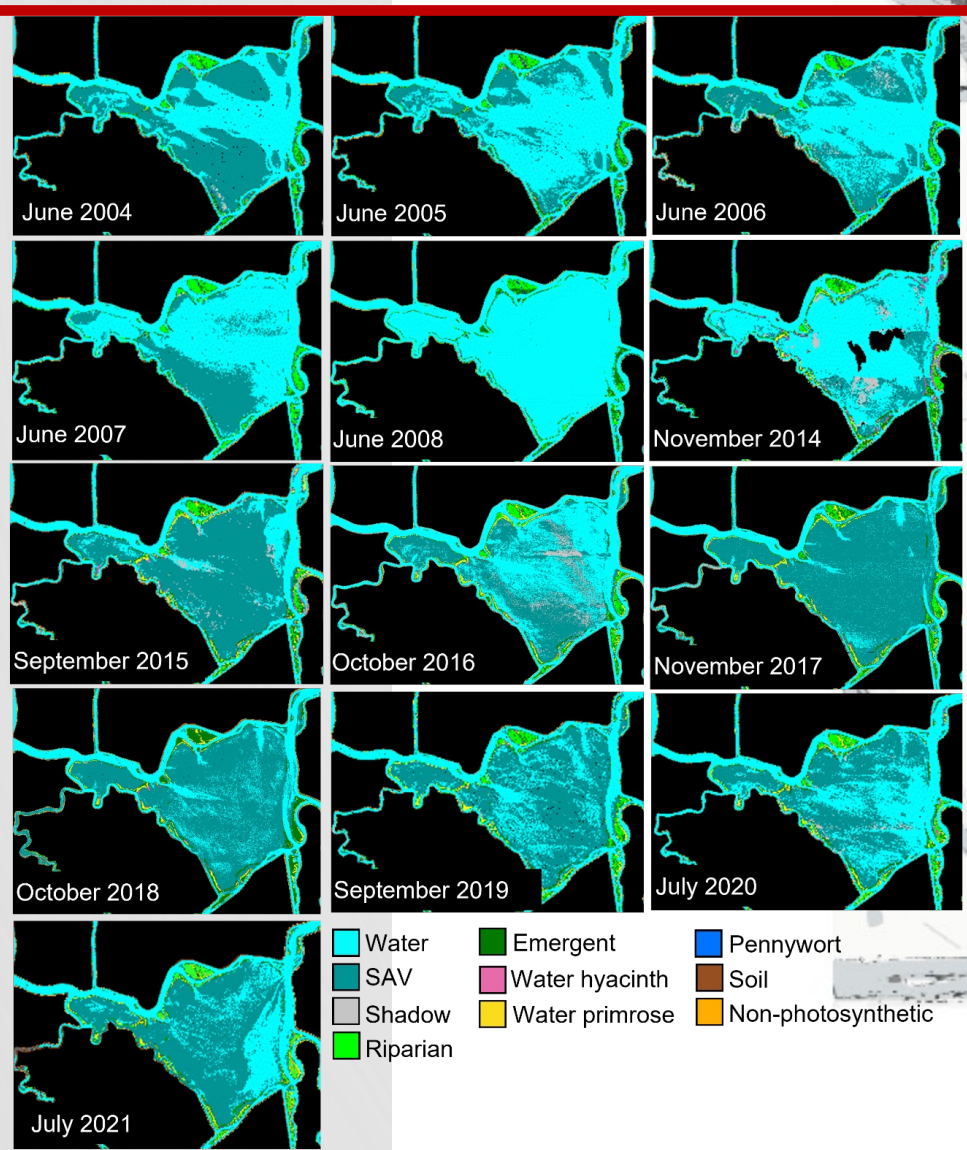 June 2004
June 2005
June 2006
June 2007
June 2008
November 2014
September 2015
October 2016
November 2017
October 2018
September 2019
July 2020
July 2021
Water
SAV
Shadow
Riparian
Emergent
Water hyacinth
Water primrose
Pennywort
Soil
Non-photosynthetic